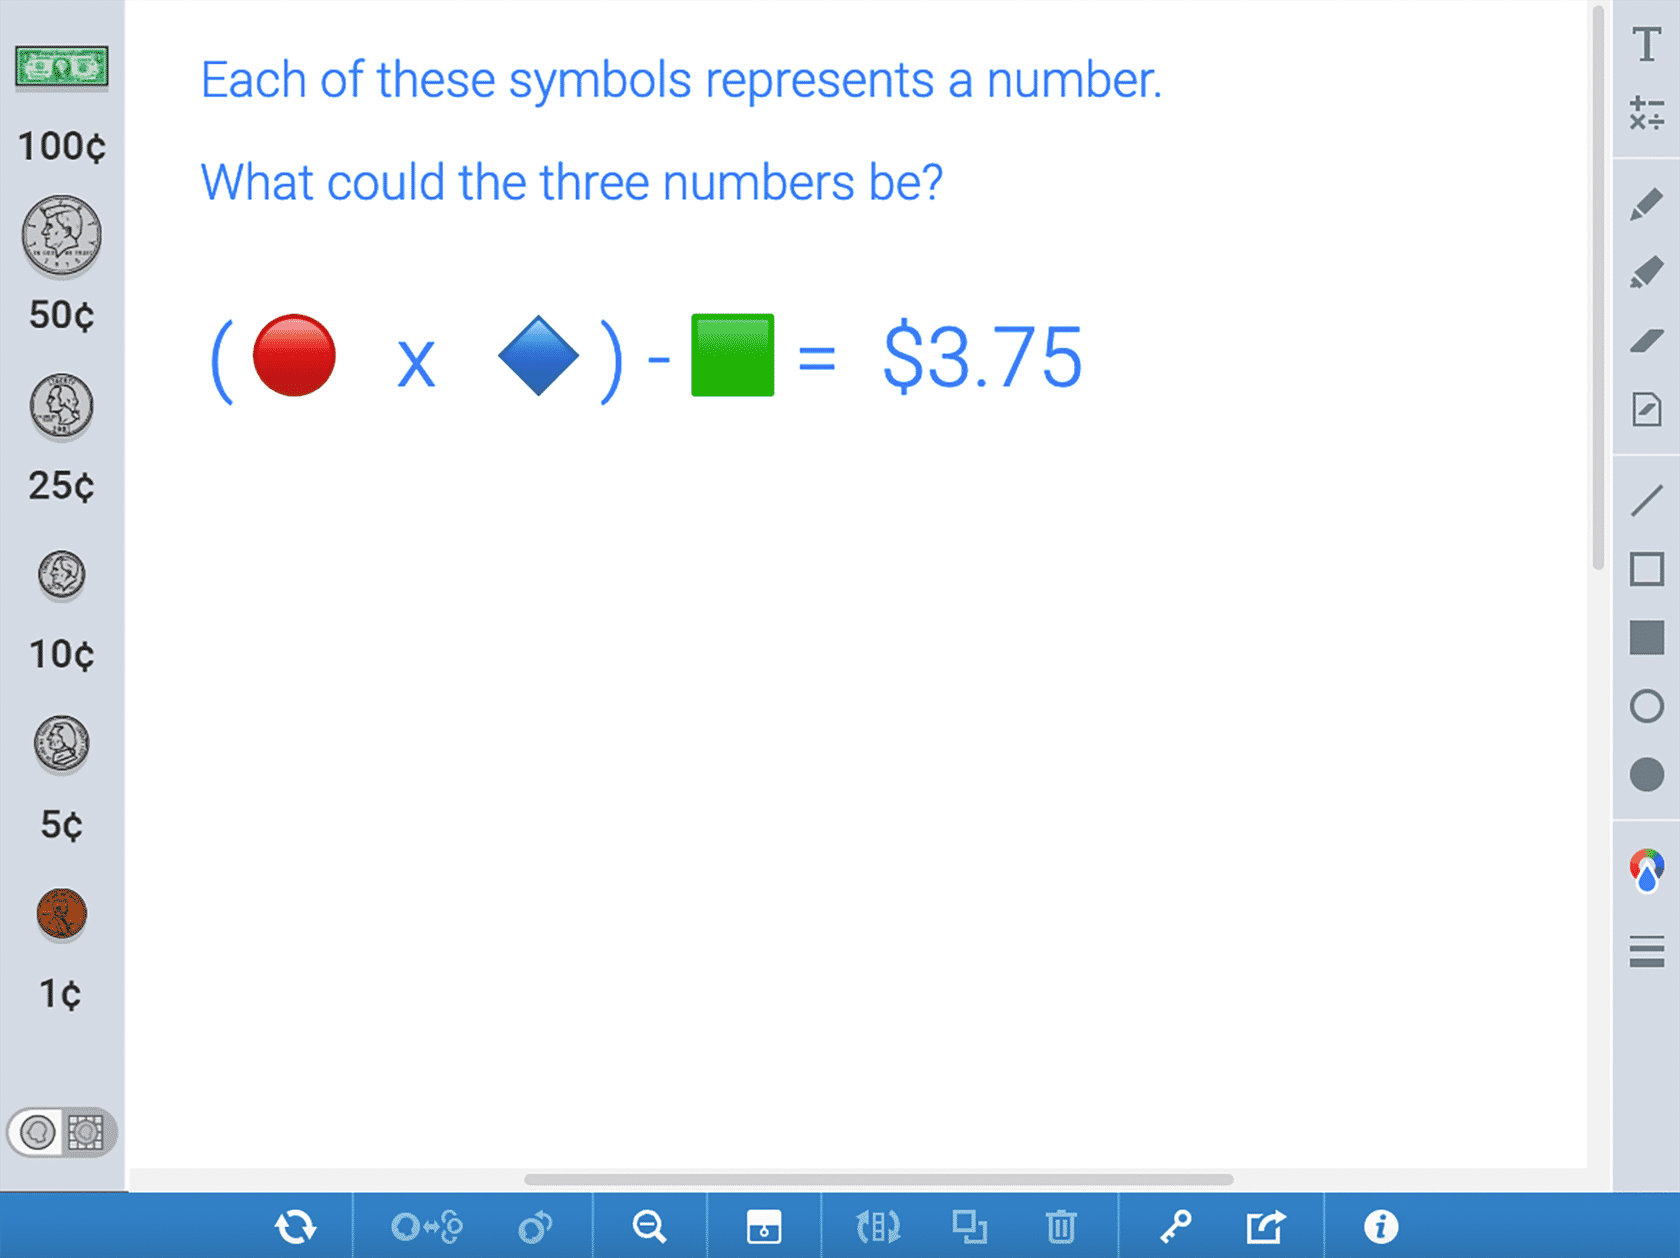 Each of these symbols represents a number.
What could the three numbers be?
( x ) - = $3.75
100¢
50¢
25¢
10¢
5¢
1¢
T